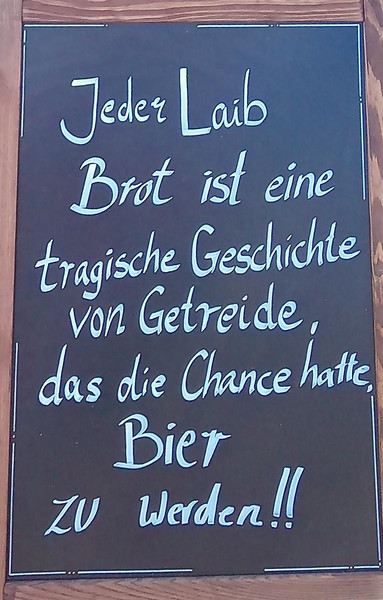 Jeder Laib
Brot ist eine
tragische Geschichte
von Getreide,
das die Chance hatte,
Bier
zu werden!!